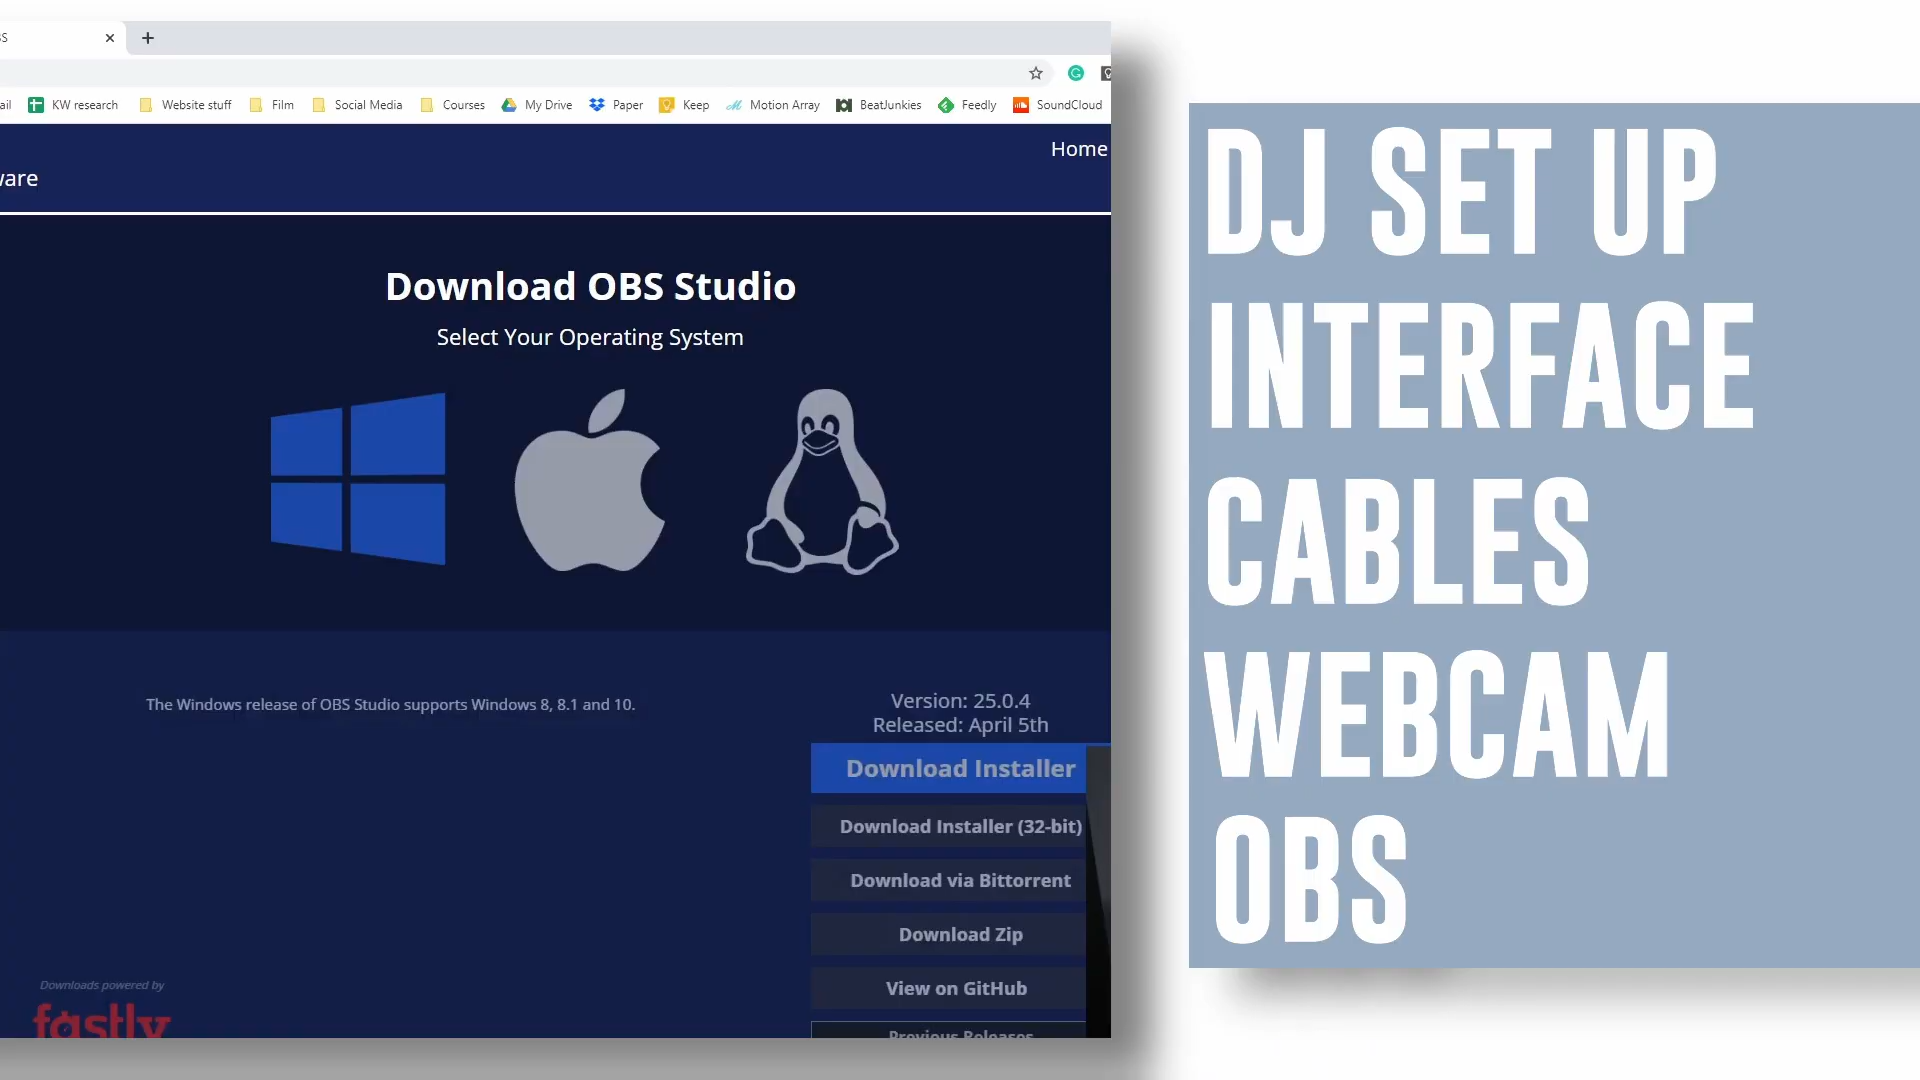 KW research
Website stuff
Film
Social Media
Courses
My Drive
Paper
Keep
Motion Array
BeatJunkies
Feedly
SoundCloud
Home
Download OBS Studio
Select Your Operating System
The Windows release of OBS Studio supports Windows 8, 8.1 and 10.
Version: 25.0.4
Released: April 5th
Download Installer
Download Installer (32-bit)
Download via Bittorrent
Download Zip
View on GitHub
Previous Releases
Downloads powered by
fastly
DJ SET UP
INTERFACE
CABLES
WEBCAM
OBS